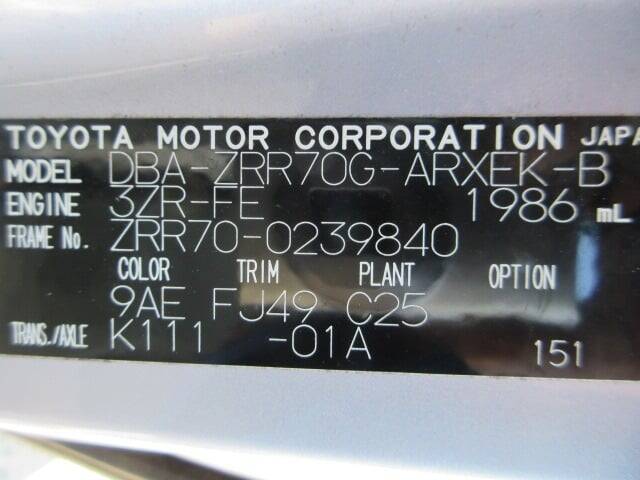 TOYOTA MOTOR CORPORATION JAPA
MODEL DBA-ZRR70G-ARXEK-B
ENGINE 3ZR-FE 1986 mL
FRAME No. ZRR70-0239840
COLOR TRIM PLANT OPTION
9AE FJ49 C25
TRANS./AXLE K111 -01A 151